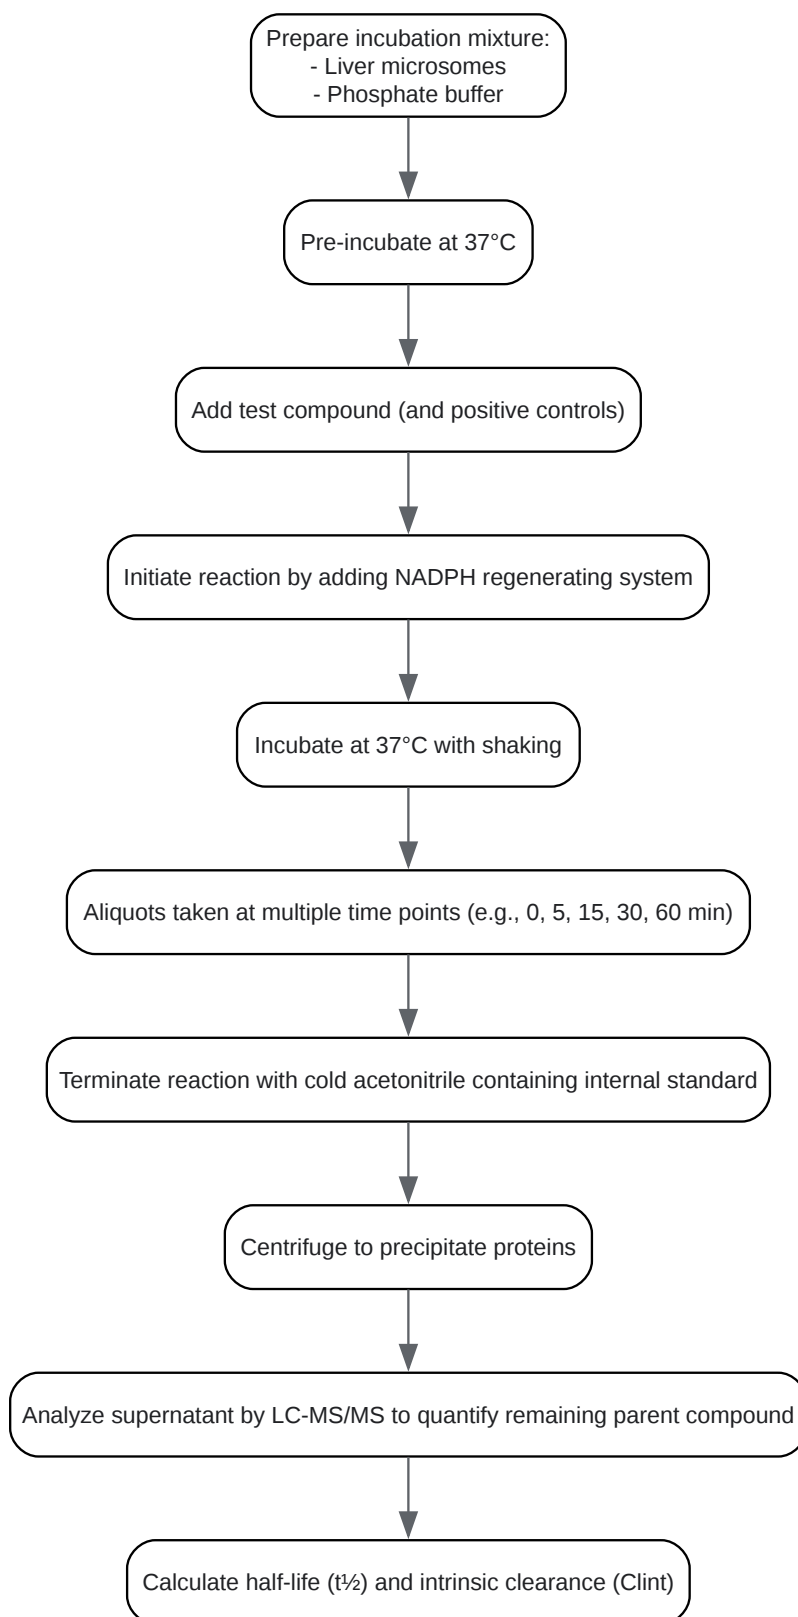 Prepare incubation mixture:
- Liver microsomes
- Phosphate buffer
Pre-incubate at 37°C
Add test compound (and positive controls)
Initiate reaction by adding NADPH regenerating system
Incubate at 37°C with shaking
Aliquots taken at multiple time points (e.g., 0, 5, 15, 30, 60 min)
Terminate reaction with cold acetonitrile containing internal standard
Centrifuge to precipitate proteins
Analyze supernatant by LC-MS/MS to quantify remaining parent compound
Calculate half-life (t½) and intrinsic clearance (Clint)